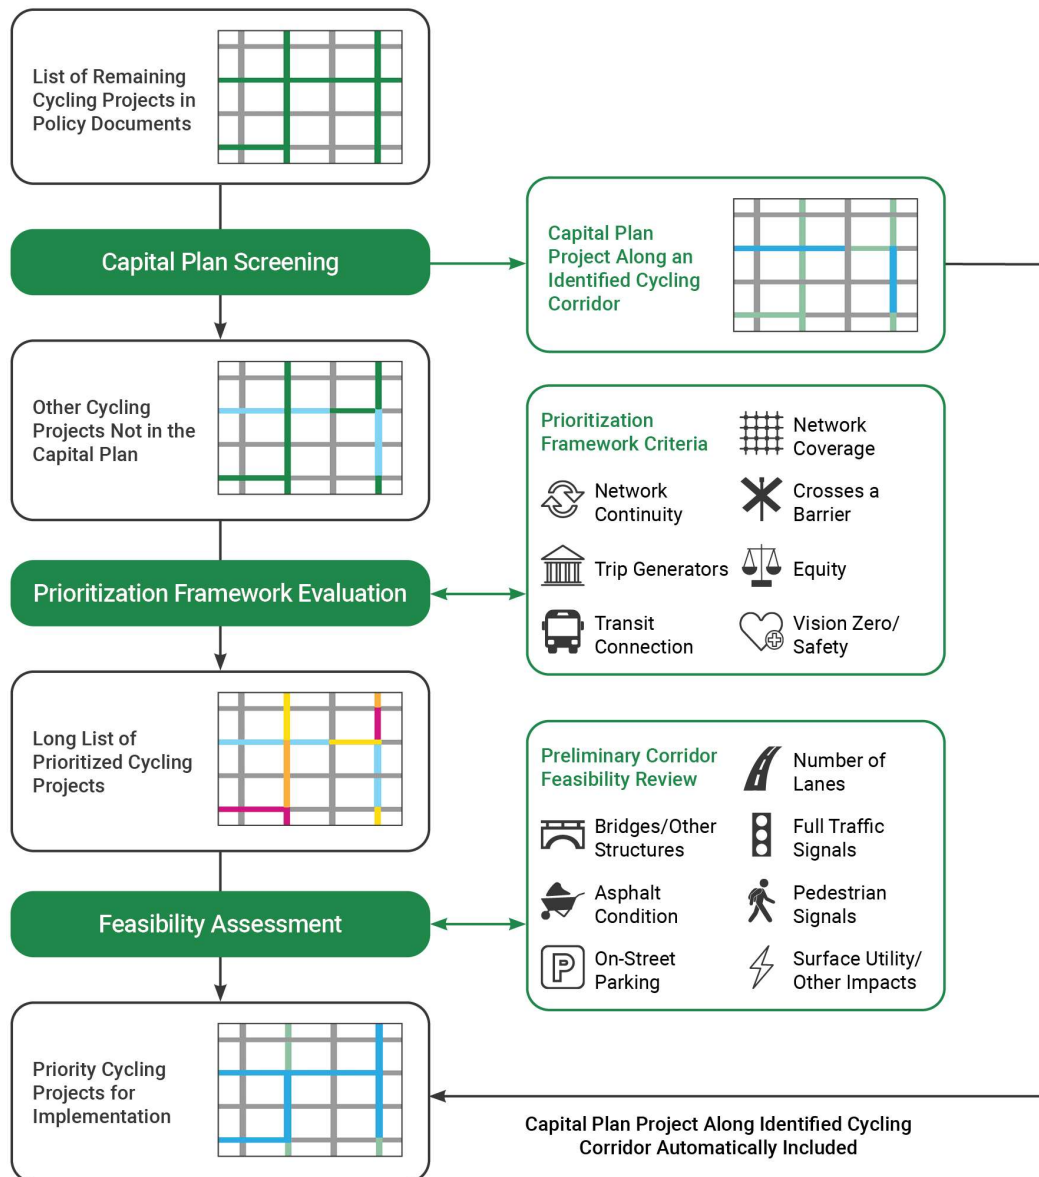 List of Remaining
Cycling Projects in
Policy Documents
Capital Plan Screening
Capital Plan
Project Along an
Identified Cycling
Corridor
Other Cycling
Projects Not in the
Capital Plan
Prioritization
Framework Criteria
Network
Coverage
Network
Continuity
Crosses a
Barrier
Prioritization Framework Evaluation
Trip Generators
Equity
Transit
Connection
Vision Zero/
Safety
Long List of
Prioritized Cycling
Projects
Preliminary Corridor
Feasibility Review
Number of
Lanes
Bridges/Other
Structures
Full Traffic
Signals
Feasibility Assessment
Asphalt
Condition
Pedestrian
Signals
P
On-Street
Parking
Surface Utility/
Other Impacts
Priority Cycling
Projects for
Implementation
Capital Plan Project Along Identified Cycling
Corridor Automatically Included